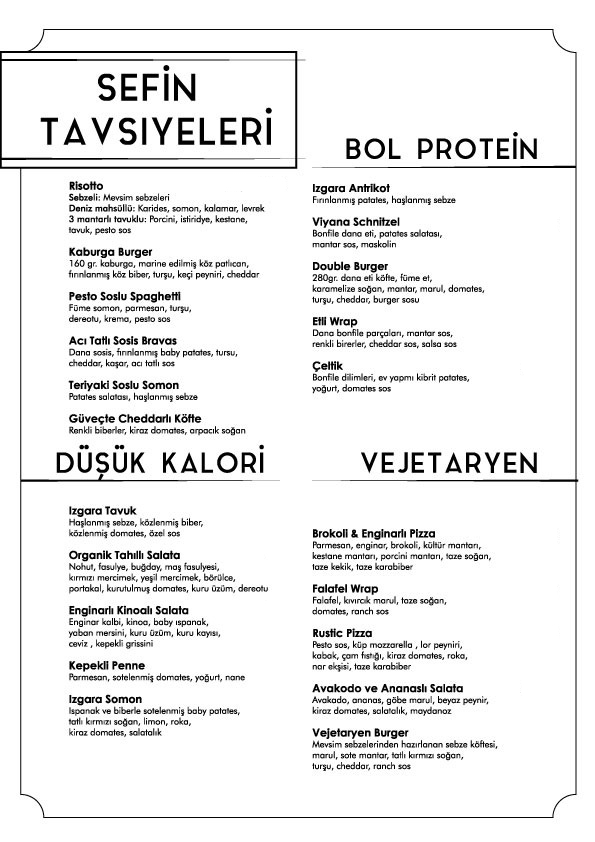 SEFİN
TAVSIYELERİ
Risotto
Sebzeli: Mevsim sebzeleri
Deniz mahsüllü: Karides, somon, kalamar, levrek
3 mantarlı tavuklu: Porcini, istiridye, kestane,
tavuk, pesto sos
Kaburga Burger
160 gr. kaburga, marine edilmiş köz patlıcan,
fırınlanmış köz biber, turşu, keçi peyniri, cheddar
Pesto Soslu Spaghetti
Füme somon, parmesan, turşu,
dereotu, krema, pesto sos
Acı Tatlı Sosis Bravas
Dana sosis, fırınlanmış baby patates, tursu,
cheddar, kaşar, acı tatlı sos
Teriyaki Soslu Somon
Patates salatası, haşlanmış sebze
Güveçte Cheddarlı Köfte
Renkli biberler, kiraz domates, arpacık soğan
BOL PROTEİN
Izgara Antrikot
Fırınlanmış patates, haşlanmış sebze
Viyana Schnitzel
Bonfile dana eti, patates salatası,
mantar sos, maskolin
Double Burger
280gr. dana eti köfte, füme et,
karamelize soğan, mantar, marul, domates,
turşu, cheddar, burger sosu
Etli Wrap
Dana bonfile parçaları, mantar sos,
renkli birerler, cheddar sos, salsa sos
Çeltik
Bonfile dilimleri, ev yapmı kibrit patates,
yoğurt, domates sos
DÜŞÜK KALORİ
Izgara Tavuk
Haşlanmış sebze, közlenmiş biber,
közlenmiş domates, özel sos
Organik Tahıllı Salata
Nohut, fasulye, buğday, maş fasulyesi,
kırmızı mercimek, yeşil mercimek, börülce,
portakal, kurutulmuş domates, kuru üzüm, dereotu
Enginarlı Kinoalı Salata
Enginar kalbi, kinoa, baby ıspanak,
yaban mersini, kuru üzüm, kuru kayısı,
ceviz , kepekli grissini
Kepekli Penne
Parmesan, sotelenmiş domates, yoğurt, nane
Izgara Somon
Ispanak ve biberle sotelenmiş baby patates,
tatlı kırmızı soğan, limon, roka,
kiraz domates, salatalık
VEJETARYEN
Brokoli & Enginarlı Pizza
Parmesan, enginar, brokoli, kültür mantarı,
kestane mantarı, porcini mantarı, taze soğan,
taze kekik, taze karabiber
Falafel Wrap
Falafel, kıvırcık marul, taze soğan,
domates, ranch sos
Rustic Pizza
Pesto sos, küp mozzarella , lor peyniri,
kabak, çam fıstığı, kiraz domates, roka,
nar ekşisi, taze karabiber
Avakodo ve Ananaslı Salata
Avakado, ananas, göbe marul, beyaz peynir,
kiraz domates, salatalık, maydanoz
Vejetaryen Burger
Mevsim sebzelerinden hazırlanan sebze köftesi,
marul, sote mantar, tatlı kırmızı soğan,
turşu, cheddar, ranch sos